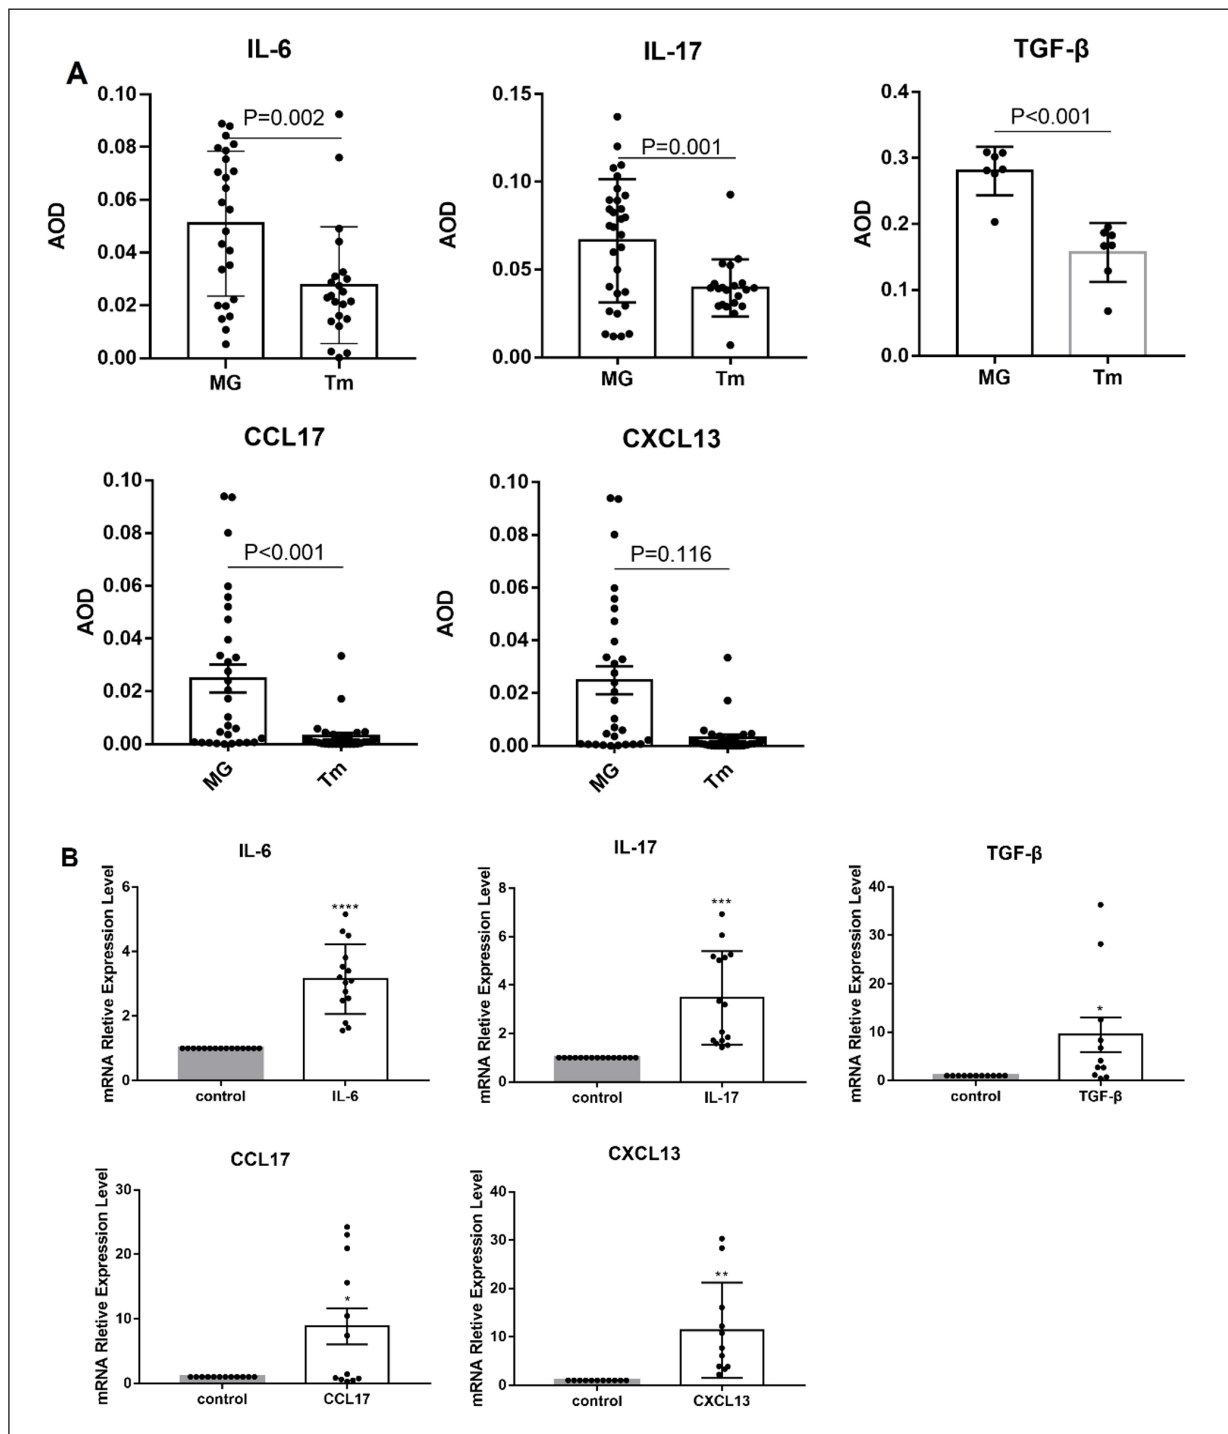 A
IL-6
AOD
0.10
0.08
0.06
0.04
0.02
0.00
P=0.002
MG
Tm
IL-17
AOD
0.15
0.10
0.05
0.00
P=0.001
MG
Tm
TGF-β
AOD
0.4
0.3
0.2
0.1
0.0
P<0.001
MG
Tm
CCL17
AOD
0.10
0.08
0.06
0.04
0.02
0.00
P<0.001
MG
Tm
CXCL13
AOD
0.10
0.08
0.06
0.04
0.02
0.00
P=0.116
MG
Tm
B
IL-6
mRNA Rletive Expression Level
6
4
2
0
****
control
IL-6
IL-17
mRNA Rletive Expression Level
8
6
4
2
0
***
control
IL-17
TGF-β
mRNA Rletive Expression Level
40
30
20
10
0
*
control
TGF-β
CCL17
mRNA Rletive Expression Level
30
20
10
0
*
control
CCL17
CXCL13
mRNA Rletive Expression Level
40
30
20
10
0
**
control
CXCL13